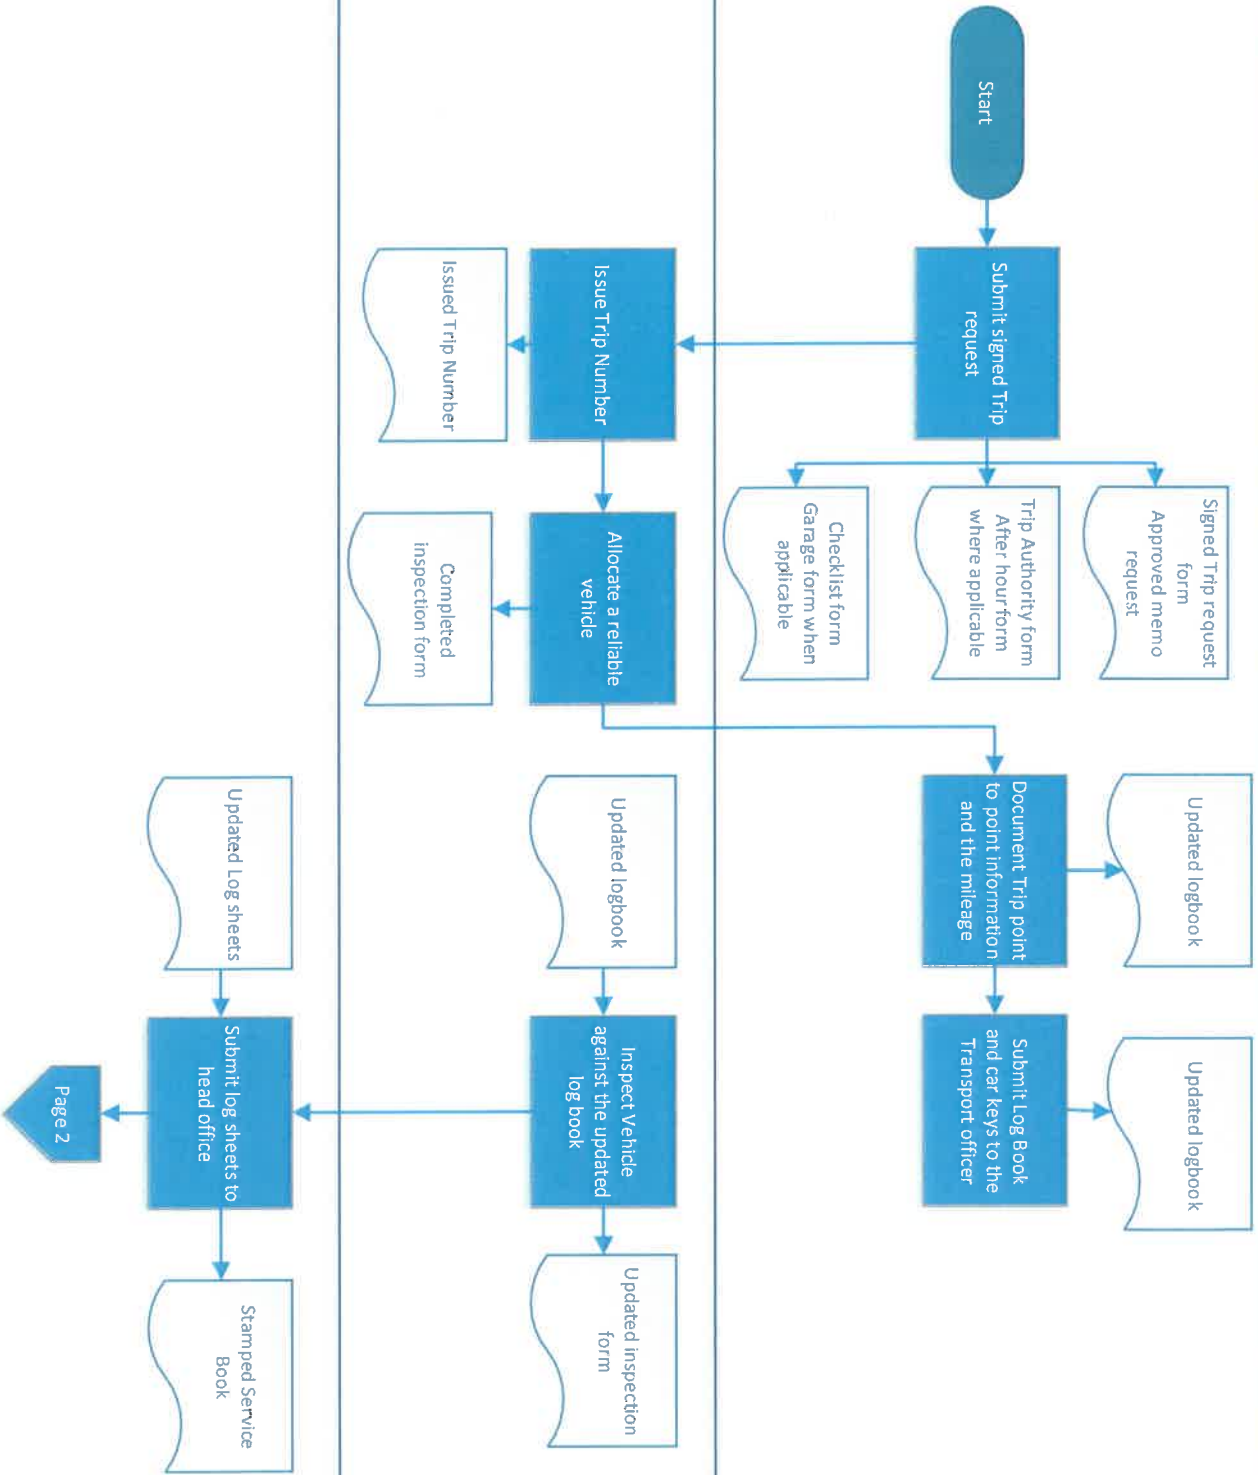 Start
Submit signed Trip
request
Signed Trip request
form
Approved memo
request
Trip Authority form
After hour form
where applicable
Checklist form
Garage form when
applicable
Updated logbook
Document Trip point
to point information
and the mileage
Updated logbook
Submit Log Book
and car keys to the
Transport officer
Issue Trip Number
Issued Trip Number
Allocate a reliable
vehicle
Completed
inspection form
Updated logbook
Inspect Vehicle
against the updated
log book
Updated inspection
form
Updated Log sheets
Submit log sheets to
head office
Stamped Service
Book
Page 2